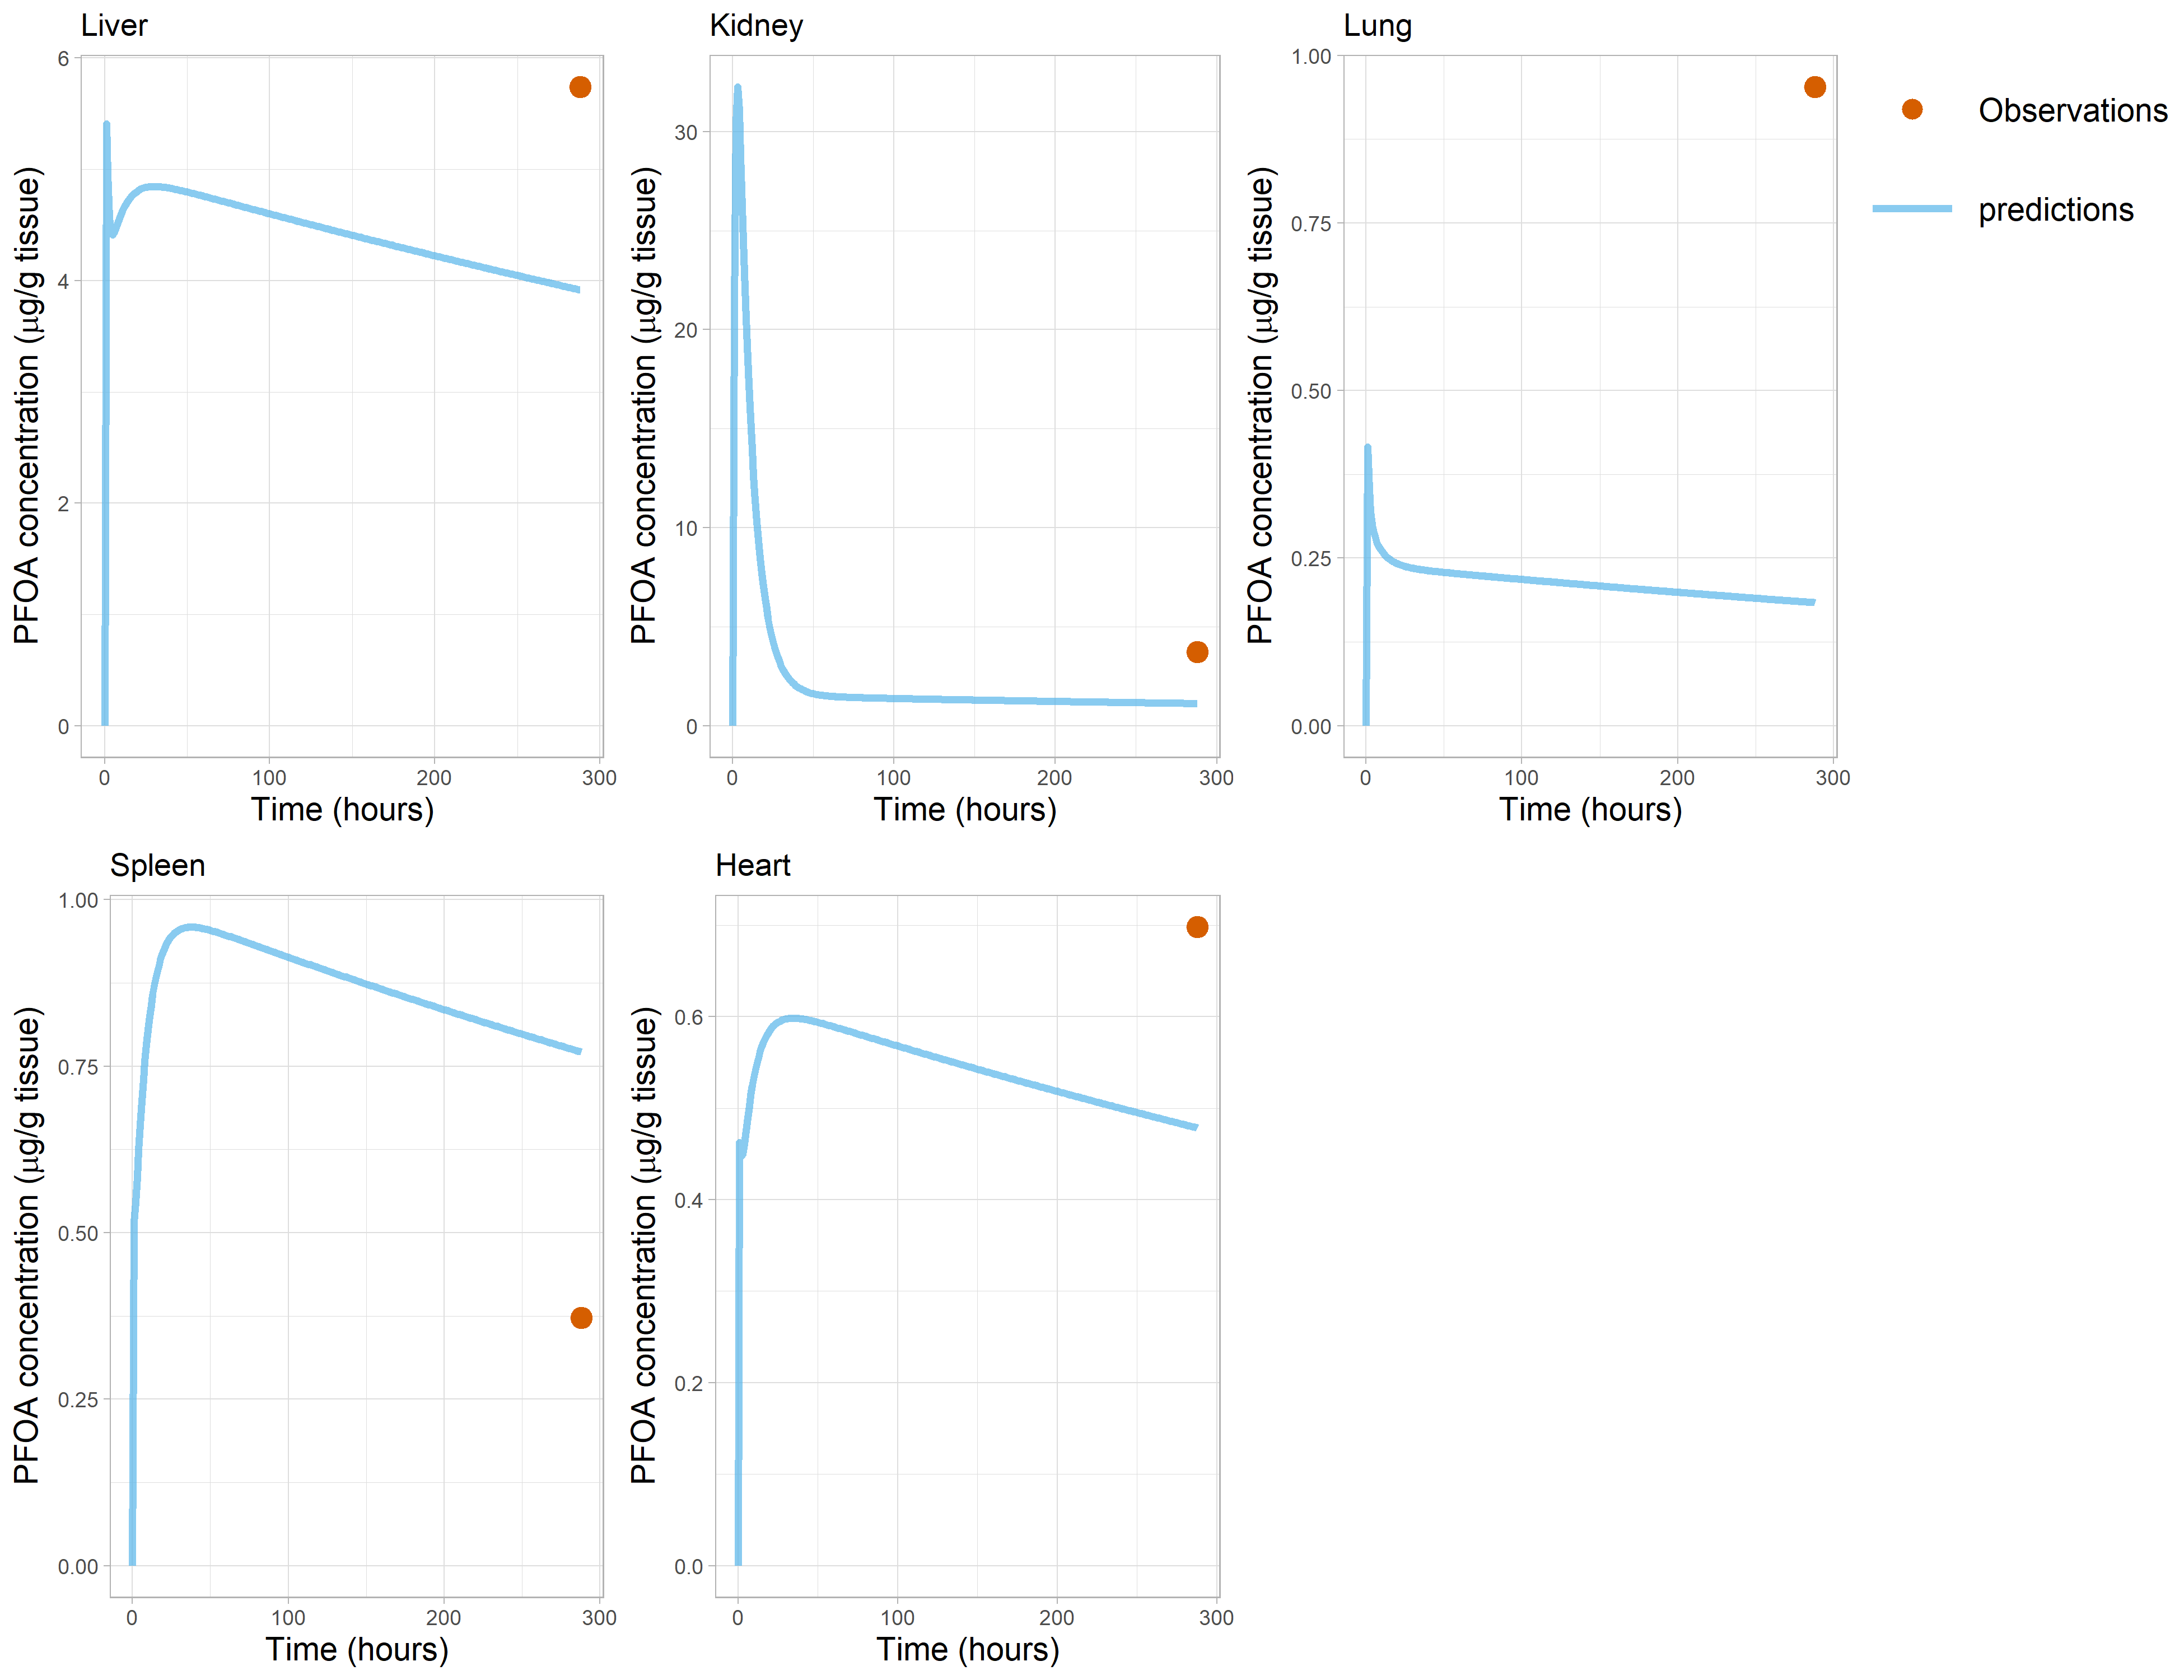 Liver
PFOA concentration (μg/g tissue)
6
4
2
0
0 100 200 300
Time (hours)
Kidney
PFOA concentration (μg/g tissue)
30
20
10
0
0 100 200 300
Time (hours)
Lung
PFOA concentration (μg/g tissue)
1.00
0.75
0.50
0.25
0.00
0 100 200 300
Time (hours)
Observations
predictions
Spleen
PFOA concentration (μg/g tissue)
1.00
0.75
0.50
0.25
0.00
0 100 200 300
Time (hours)
Heart
PFOA concentration (μg/g tissue)
0.6
0.4
0.2
0.0
0 100 200 300
Time (hours)